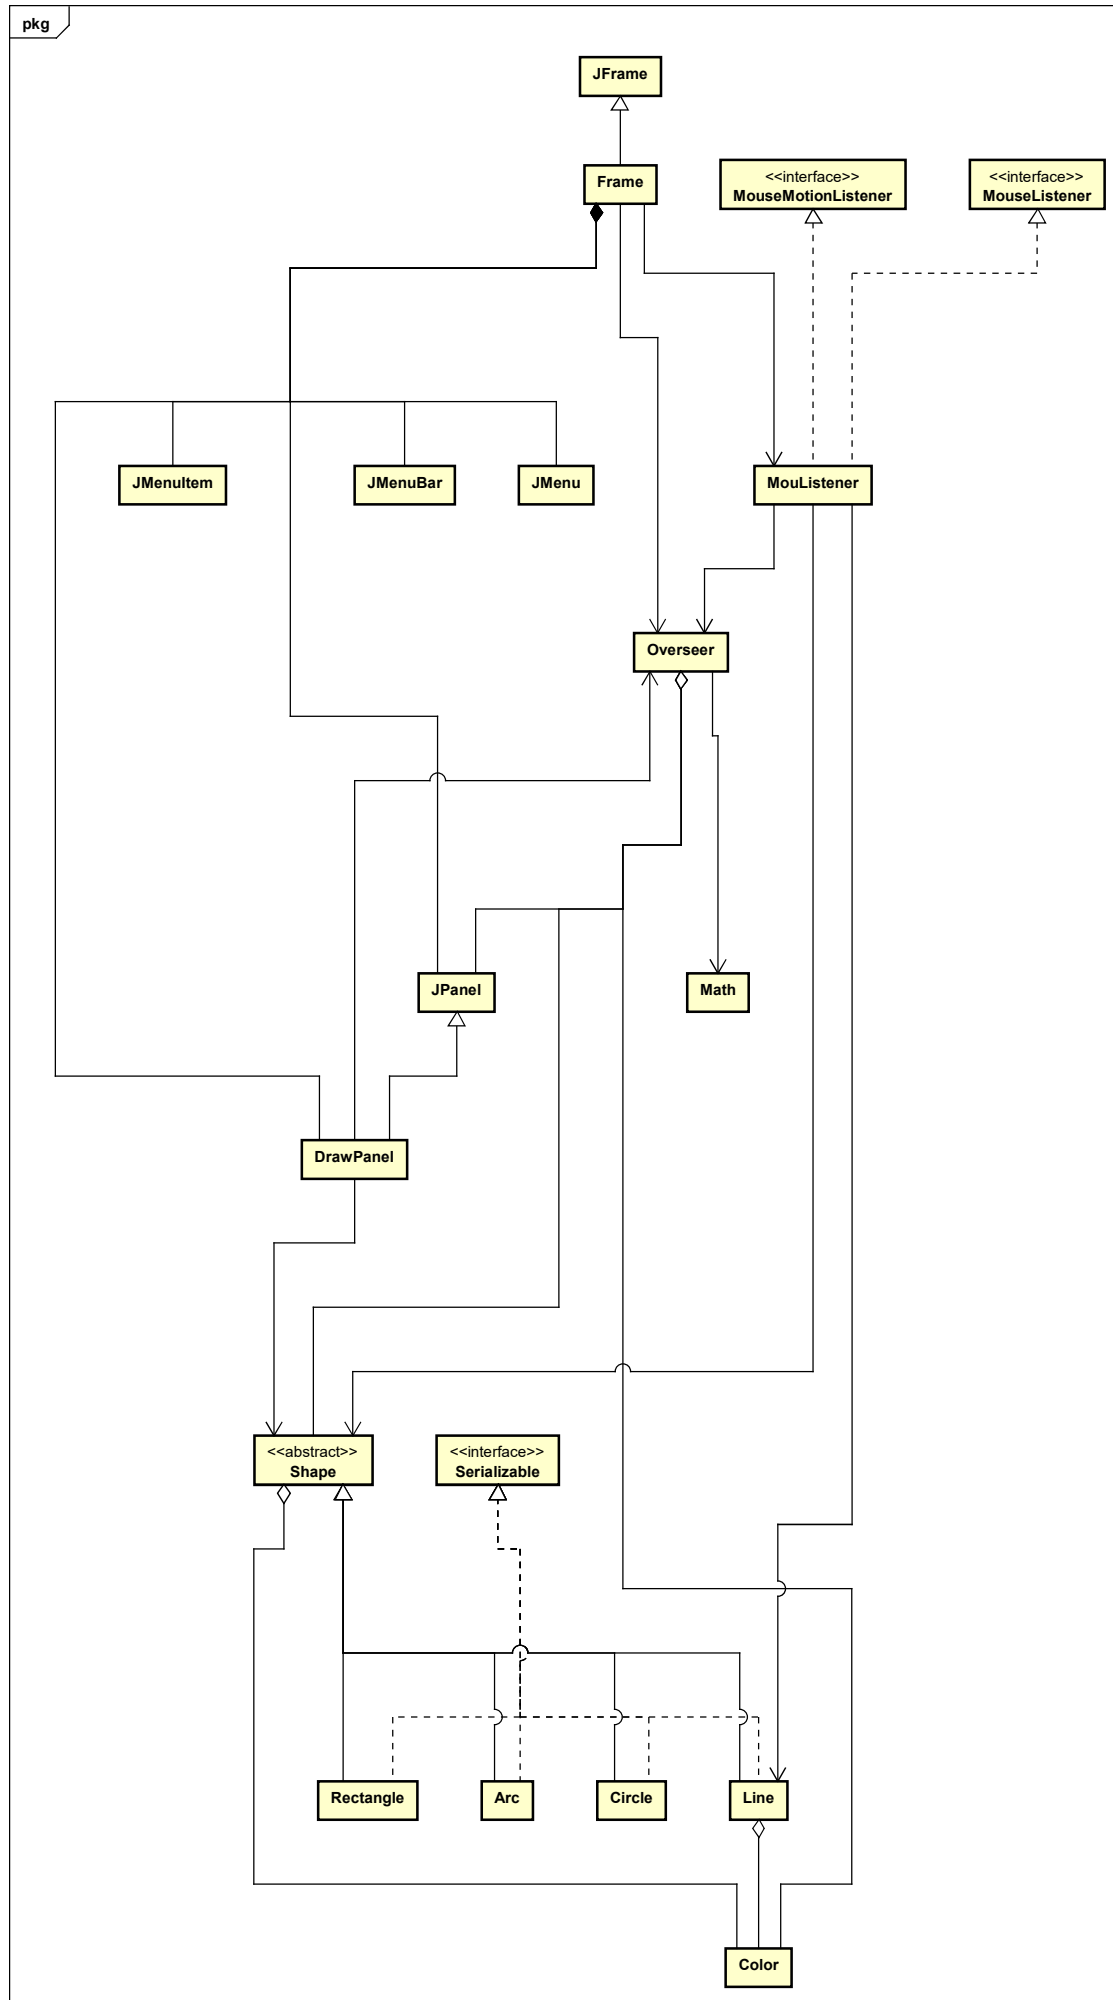 pkg
JFrame
Frame
<<interface>>
MouseMotionListener
<<interface>>
MouseListener
JMenuItem
JMenuBar
JMenu
MouListener
Overseer
JPanel
Math
DrawPanel
<<abstract>>
Shape
<<interface>>
Serializable
Rectangle
Arc
Circle
Line
Color